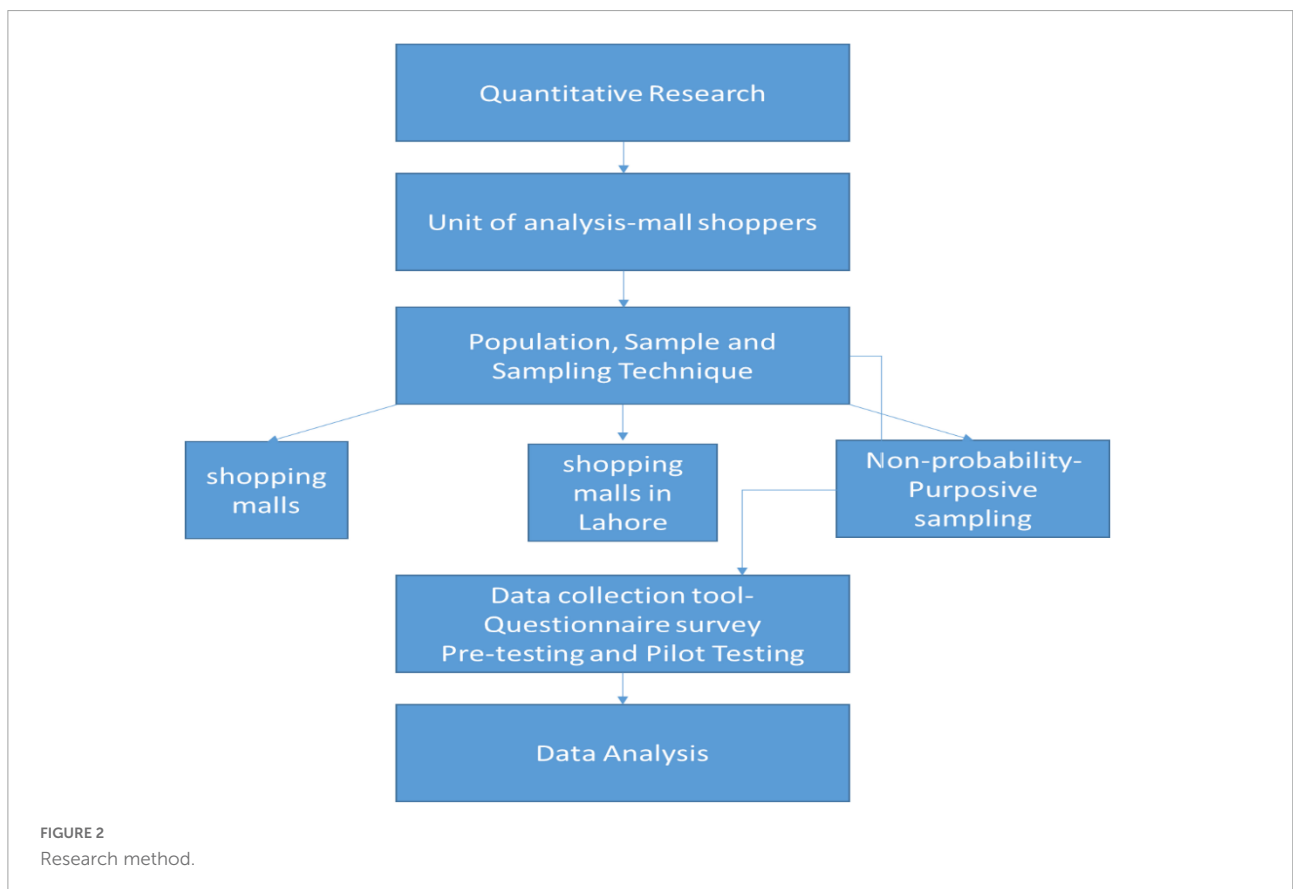 Quantitative Research
Unit of analysis-mall shoppers
Population, Sample and
Sampling Technique
shopping
malls
shopping
malls in
Lahore
Non-probability-
Purposive
sampling
Data collection tool-
Questionnaire survey
Pre-testing and Pilot Testing
Data Analysis
FIGURE 2
Research method.